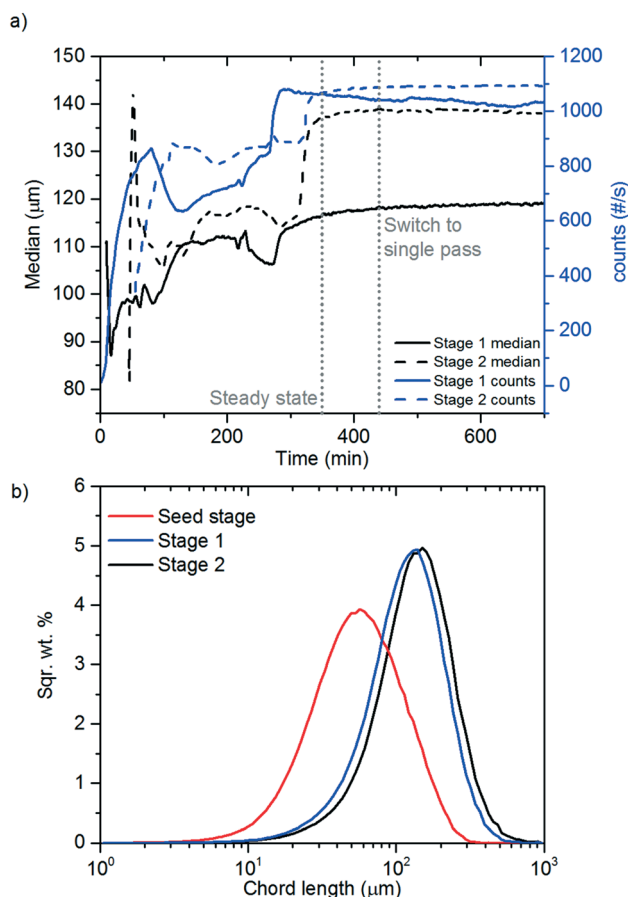 a)
150
140
130
120
110
100
90
80
Median (μm)
1200
1000
800
600
400
200
0
counts (#/s)
Switch to
single pass
Steady state
Stage 1 median
Stage 2 median
Stage 1 counts
Stage 2 counts
0 200 400 600
Time (min)
b)
6
5
4
3
2
1
0
Sqr. wt. %
Seed stage
Stage 1
Stage 2
10⁰ 10¹ 10² 10³
Chord length (μm)